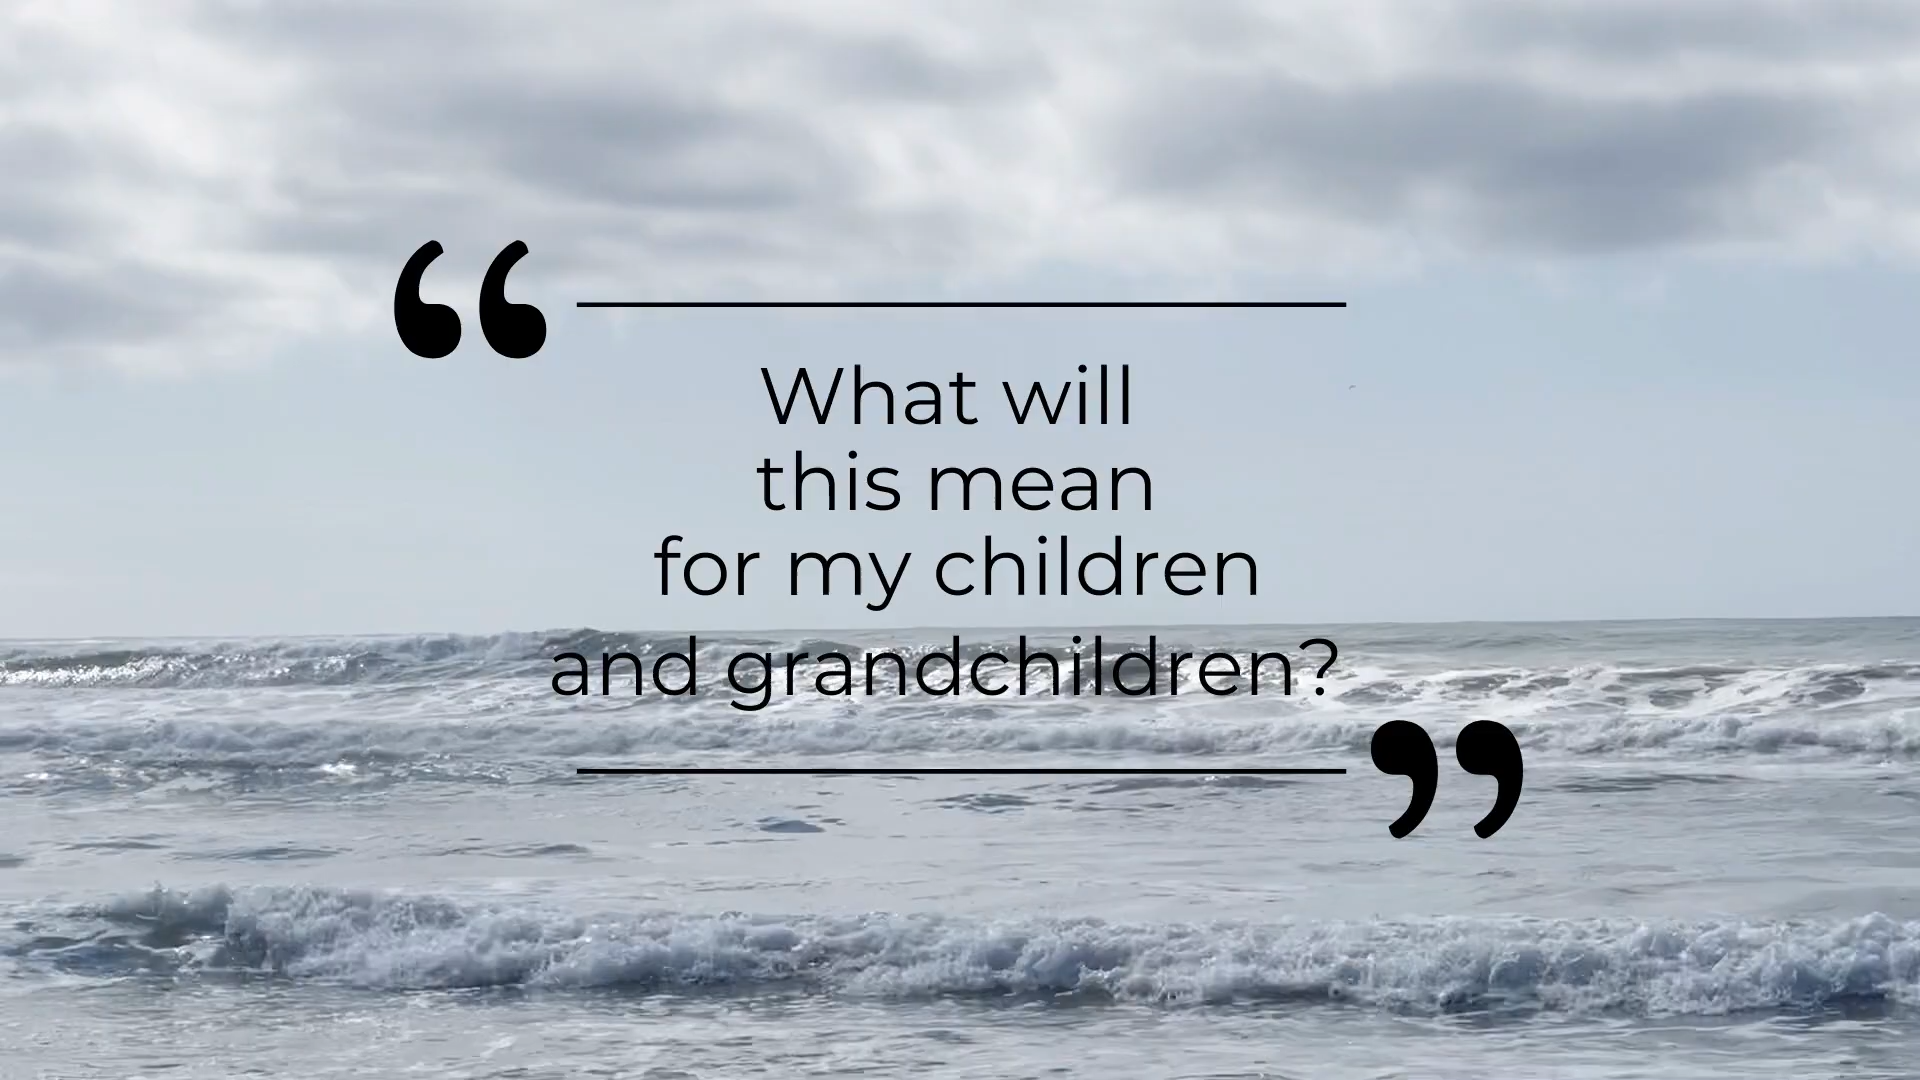 “
What will
this mean
for my children
and grandchildren?
”